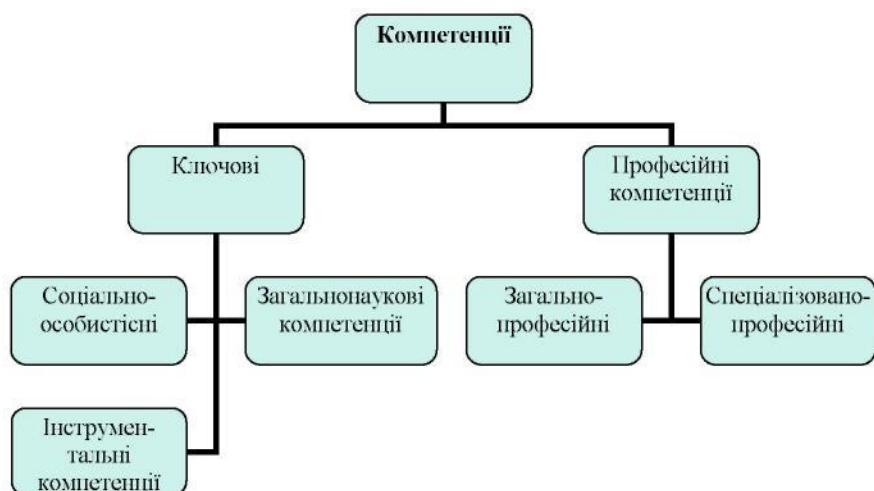 Компетенції
Ключові
Професійні
компетенції
Соціально-
особистісні
Загальнонаукові
компетенції
Загально-
професійні
Спеціалізовано-
професійні
Інструмен-
тальні
компетенції